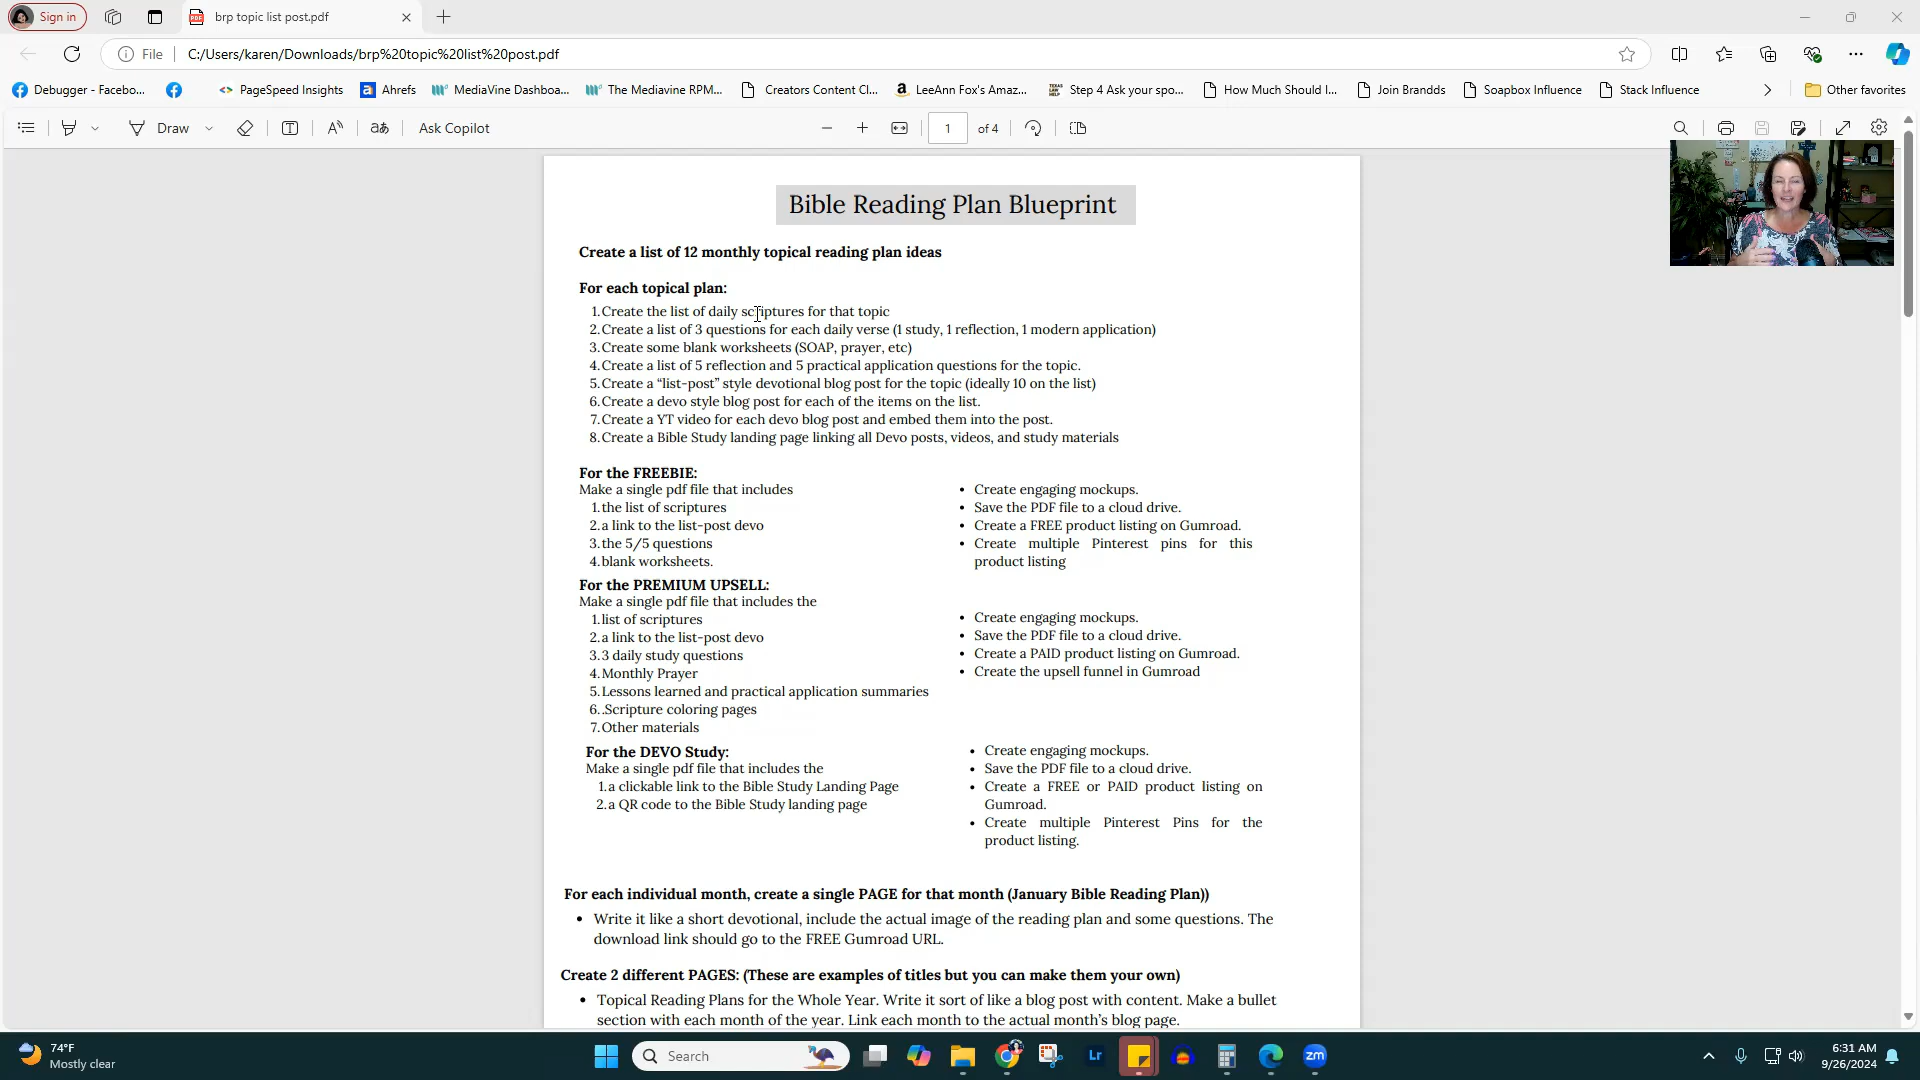 Sign in
brp topic list post.pdf
File
C:/Users/karen/Downloads/brp%20topic%20list%20post.pdf
Debugger - Facebo...
PageSpeed Insights
Ahrefs
MediaVine Dashboa...
The Mediavine RPM...
Creators Content Cl...
LeeAnn Fox's Amaz...
Step 4 Ask your spo...
How Much Should I...
Join Brandds
Soapbox Influence
Stack Influence
Other favorites
Draw
Ask Copilot
1
of 4
Bible Reading Plan Blueprint
Create a list of 12 monthly topical reading plan ideas
For each topical plan:
1. Create the list of daily scriptures for that topic
2. Create a list of 3 questions for each daily verse (1 study, 1 reflection, 1 modern application)
3. Create some blank worksheets (SOAP, prayer, etc)
4. Create a list of 5 reflection and 5 practical application questions for the topic.
5. Create a “list-post” style devotional blog post for the topic (ideally 10 on the list)
6. Create a devo style blog post for each of the items on the list.
7. Create a YT video for each devo blog post and embed them into the post.
8. Create a Bible Study landing page linking all Devo posts, videos, and study materials
For the FREEBIE:
Make a single pdf file that includes
1. the list of scriptures
2. a link to the list-post devo
3. the 5/5 questions
4. blank worksheets.
• Create engaging mockups.
• Save the PDF file to a cloud drive.
• Create a FREE product listing on Gumroad.
• Create multiple Pinterest pins for this
product listing
For the PREMIUM UPSELL:
Make a single pdf file that includes the
1. list of scriptures
2. a link to the list-post devo
3. 3 daily study questions
4. Monthly Prayer
5. Lessons learned and practical application summaries
6. .Scripture coloring pages
7. Other materials
• Create engaging mockups.
• Save the PDF file to a cloud drive.
• Create a PAID product listing on Gumroad.
• Create the upsell funnel in Gumroad
For the DEVO Study:
Make a single pdf file that includes the
1. a clickable link to the Bible Study Landing Page
2. a QR code to the Bible Study landing page
• Create engaging mockups.
• Save the PDF file to a cloud drive.
• Create a FREE or PAID product listing on
Gumroad.
• Create multiple Pinterest Pins for the
product listing.
For each individual month, create a single PAGE for that month (January Bible Reading Plan))
• Write it like a short devotional, include the actual image of the reading plan and some questions. The
download link should go to the FREE Gumroad URL.
Create 2 different PAGES: (These are examples of titles but you can make them your own)
• Topical Reading Plans for the Whole Year. Write it sort of like a blog post with content. Make a bullet
section with each month of the year. Link each month to the actual month's blog page.
74°F
Mostly clear
Search
Lr
zm
6:31 AM
9/26/2024